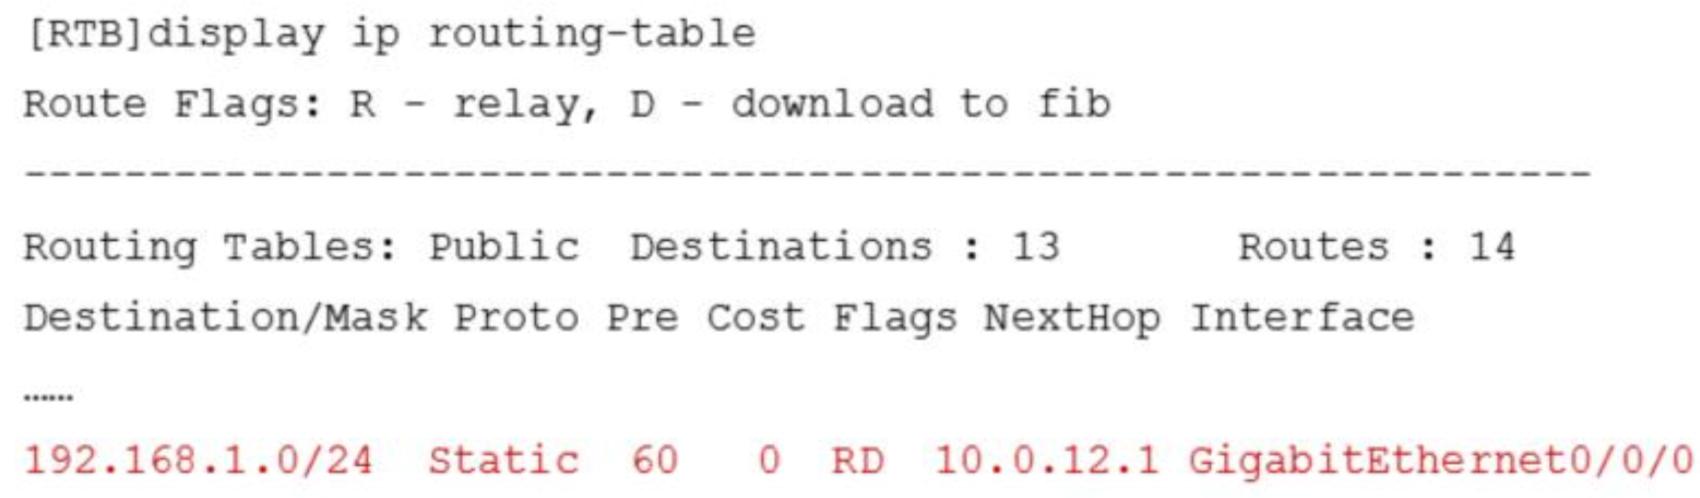 [RTB]display ip routing-table
Route Flags: R - relay, D - download to fib
--------------------------------------------------------------
Routing Tables: Public  Destinations : 13       Routes : 14
Destination/Mask Proto Pre Cost Flags NextHop Interface
……
192.168.1.0/24  Static  60   0  RD  10.0.12.1 GigabitEthernet0/0/0